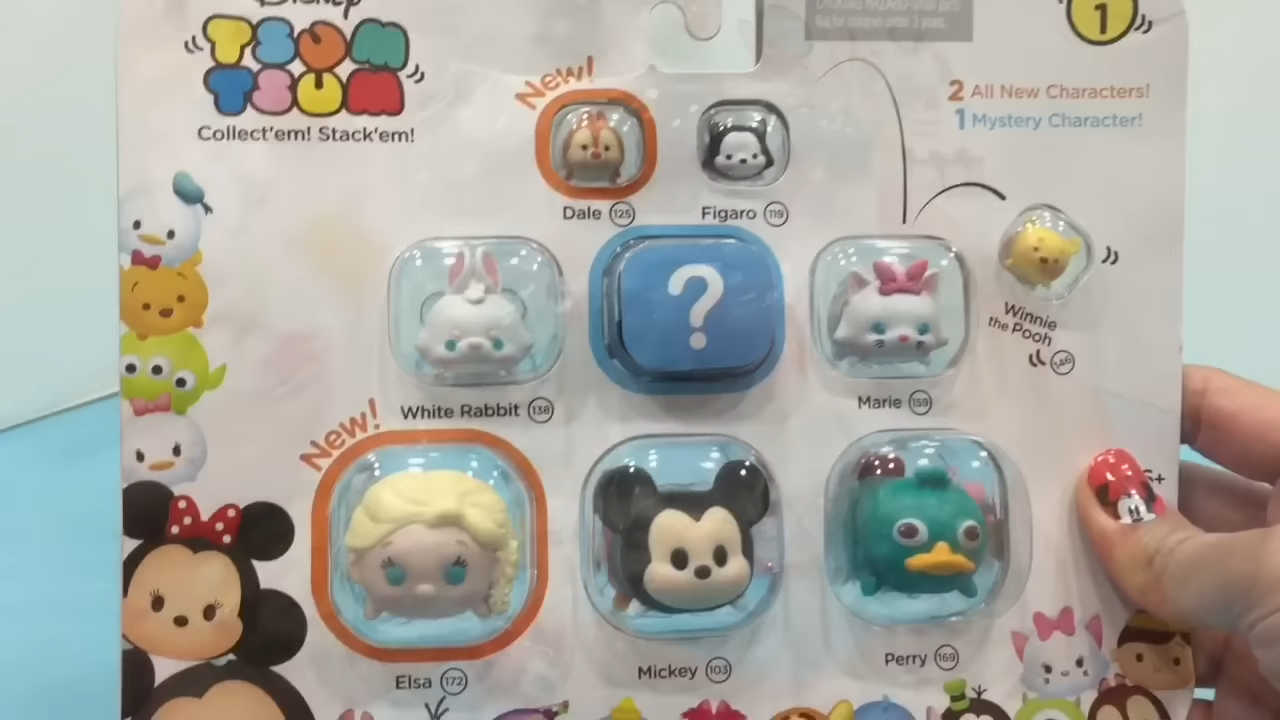 Disney
TSUM
TSUM
Collect'em! Stack'em!
1
2 All New Characters!
1 Mystery Character!
New!
Dale 125
Figaro 119
Winnie
the Pooh
146
?
White Rabbit 138
Marie 159
New!
Elsa 172
Mickey 103
Perry 169